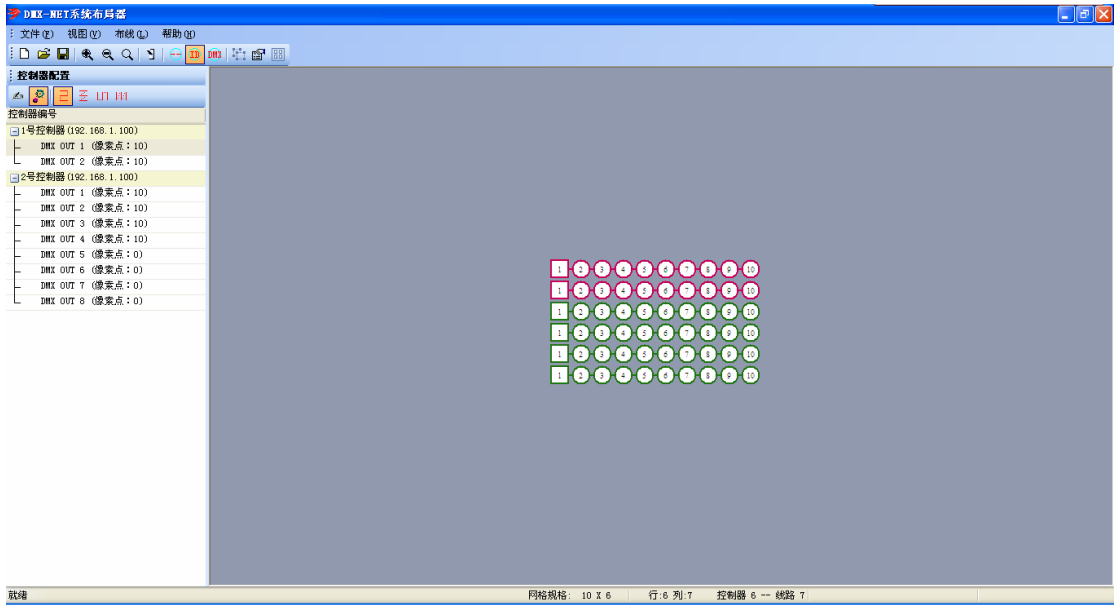 DMX-NET系统布局器
文件(F) 视图(V) 布线(L) 帮助(H)
ID DMX
控制器配置
控制器编号
1号控制器(192.168.1.100)
DMX OUT 1 (像素点:10)
DMX OUT 2 (像素点:10)
2号控制器(192.168.1.100)
DMX OUT 1 (像素点:10)
DMX OUT 2 (像素点:10)
DMX OUT 3 (像素点:10)
DMX OUT 4 (像素点:10)
DMX OUT 5 (像素点:0)
DMX OUT 6 (像素点:0)
DMX OUT 7 (像素点:0)
DMX OUT 8 (像素点:0)
1 2 3 4 5 6 7 8 9 10
1 2 3 4 5 6 7 8 9 10
1 2 3 4 5 6 7 8 9 10
1 2 3 4 5 6 7 8 9 10
1 2 3 4 5 6 7 8 9 10
1 2 3 4 5 6 7 8 9 10
就绪 网格规格: 10 X 6 行:6 列:7 控制器 6 -- 线路 7